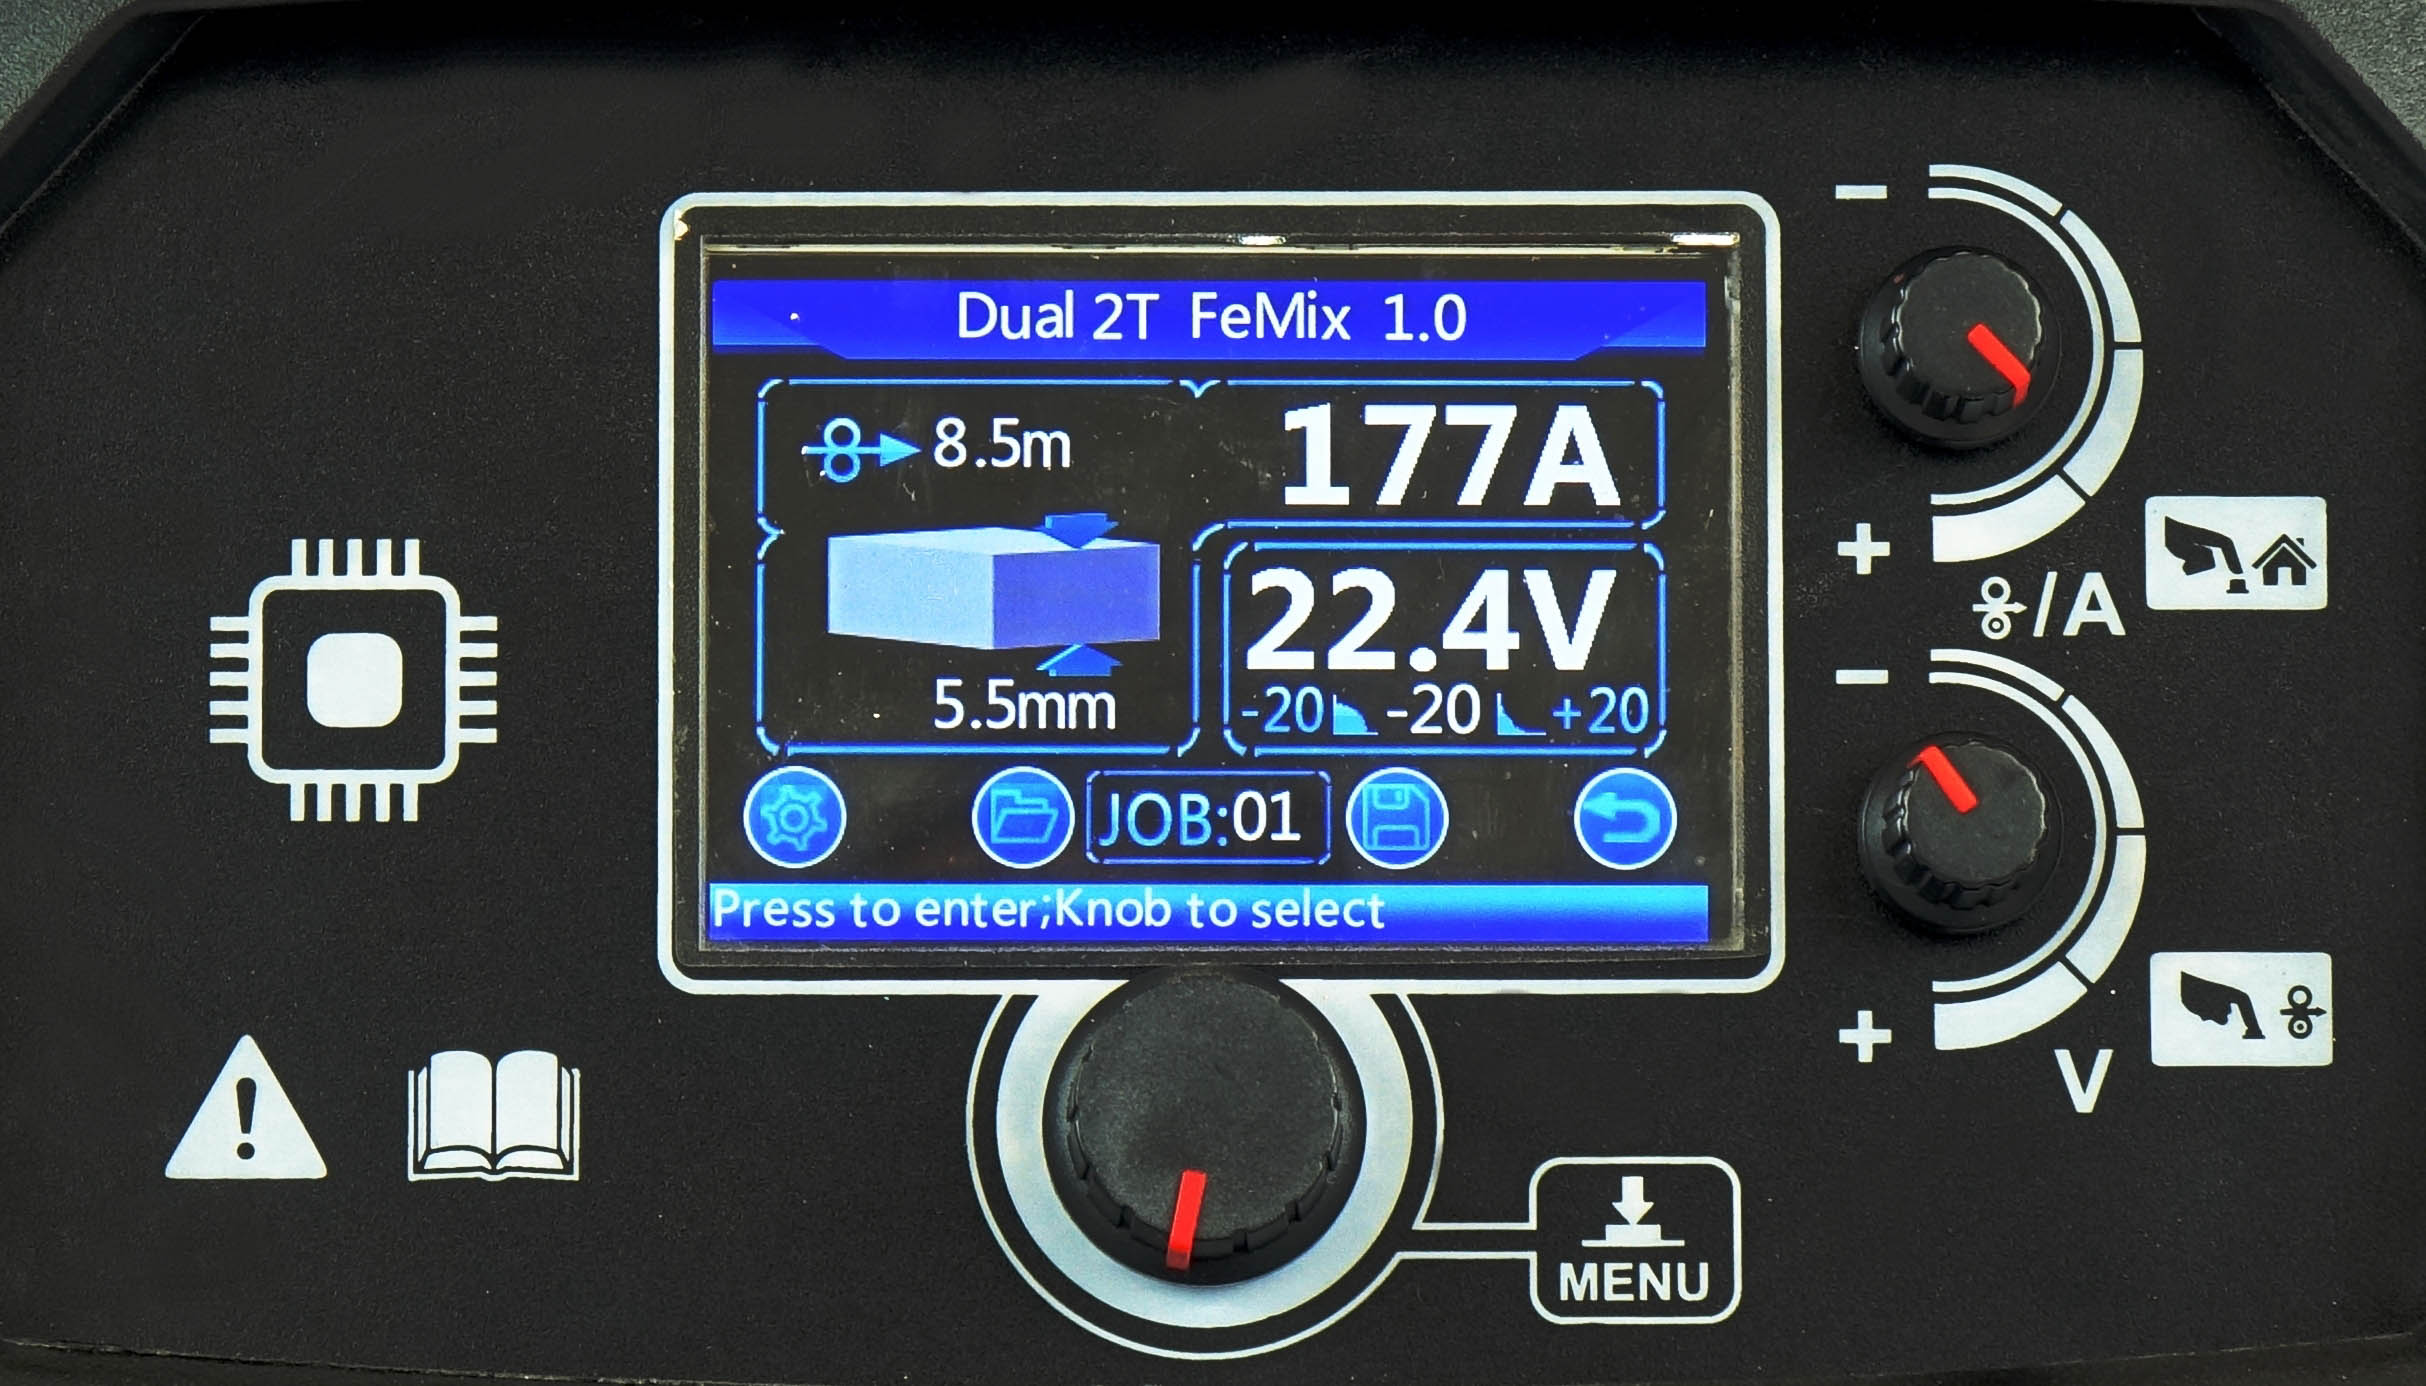 Dual 2T FeMix 1.0
8.5m
177A
22.4V
-20 -20 +20
5.5mm
JOB:01
Press to enter;Knob to select
- 
+
/A
-
+
V
MENU